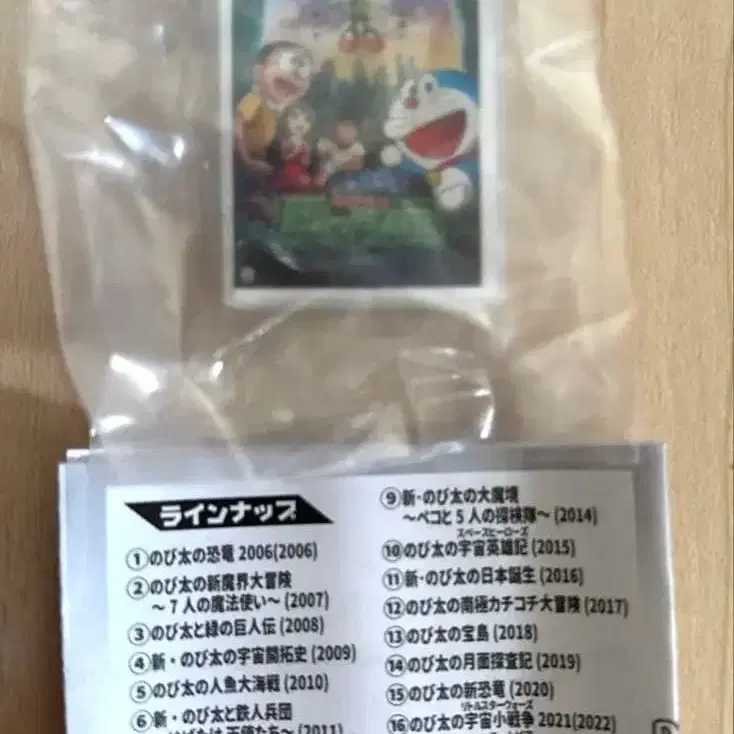 ラインナップ
①のび太の恐竜 2006(2006)
②のび太の新魔界大冒険
～7人の魔法使い～(2007)
③のび太と緑の巨人伝(2008)
④新・のび太の宇宙開拓史(2009)
⑤のび太の人魚大海戦(2010)
⑥新・のび太と鉄人兵団
天使たち～(2011)
⑨新・のび太の大魔境
～ペコと5人の探検隊～(2014)
スペースヒーローズ
⑩のび太の宇宙英雄記(2015)
⑪新・のび太の日本誕生(2016)
⑫のび太の南極カチコチ大冒険(2017)
⑬のび太の宝島(2018)
⑭のび太の月面探査記(2019)
⑮のび太の新恐竜(2020)
リトルスターウォーズ
⑯のび太の宇宙小戦争 2021(2022)